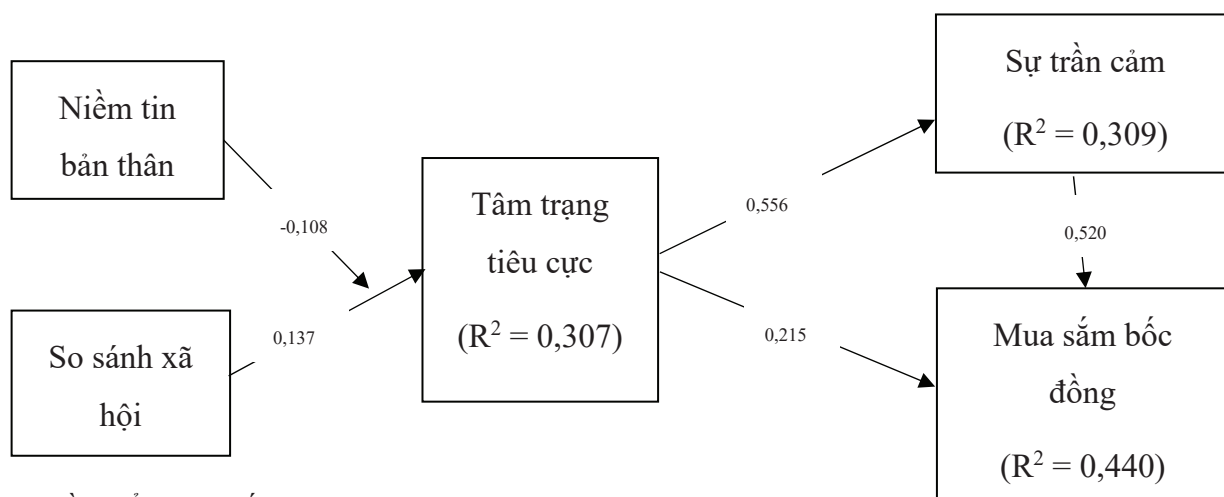 Niềm tin
bản thân
-0,108
So sánh xã
hội
0,137
Tâm trạng
tiêu cực
(R² = 0,307)
0,556
0,215
Sự trần cảm
(R² = 0,309)
0,520
Mua sắm bốc
đồng
(R² = 0,440)